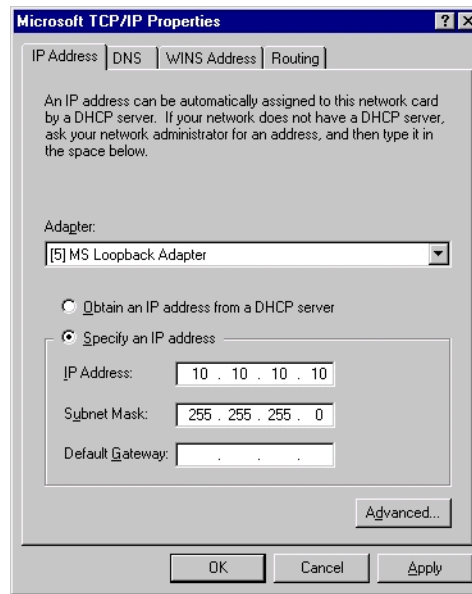 Microsoft TCP/IP Properties
IP Address DNS WINS Address Routing
An IP address can be automatically assigned to this network card
by a DHCP server. If your network does not have a DHCP server,
ask your network administrator for an address, and then type it in
the space below.
Adapter:
[5] MS Loopback Adapter
Obtain an IP address from a DHCP server
Specify an IP address
IP Address: 10 . 10 . 10 . 10
Subnet Mask: 255 . 255 . 255 . 0
Default Gateway: . . .
Advanced...
OK Cancel Apply